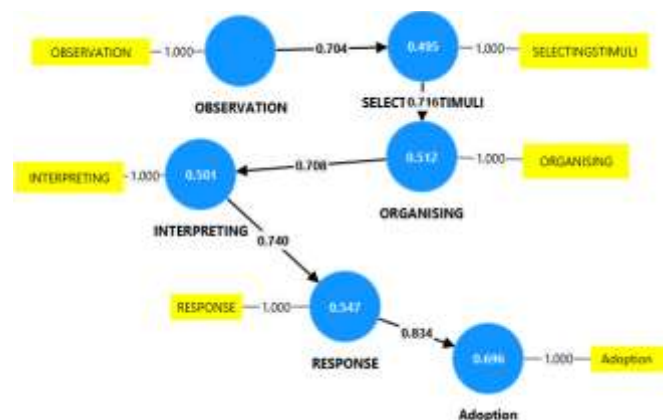 OBSERVATION 1.000 0.704 0.495 1.000 SELECTINGSTIMULI
OBSERVATION
0.716
INTERPRETING 1.000 0.501 0.708 0.512 1.000 ORGANISING
ORGANISING
INTERPRETING
0.740
RESPONSE 1.000 0.547
0.834
RESPONSE
0.696 1.000 Adoption
Adoption